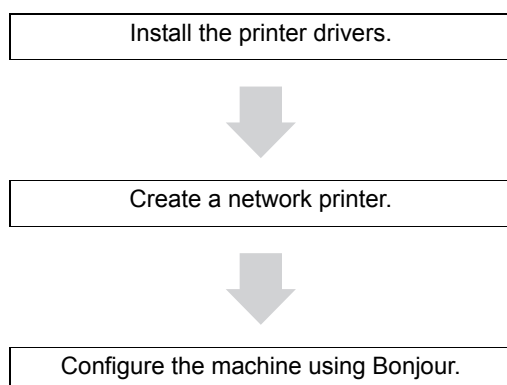 Install the printer drivers.
Create a network printer.
Configure the machine using Bonjour.